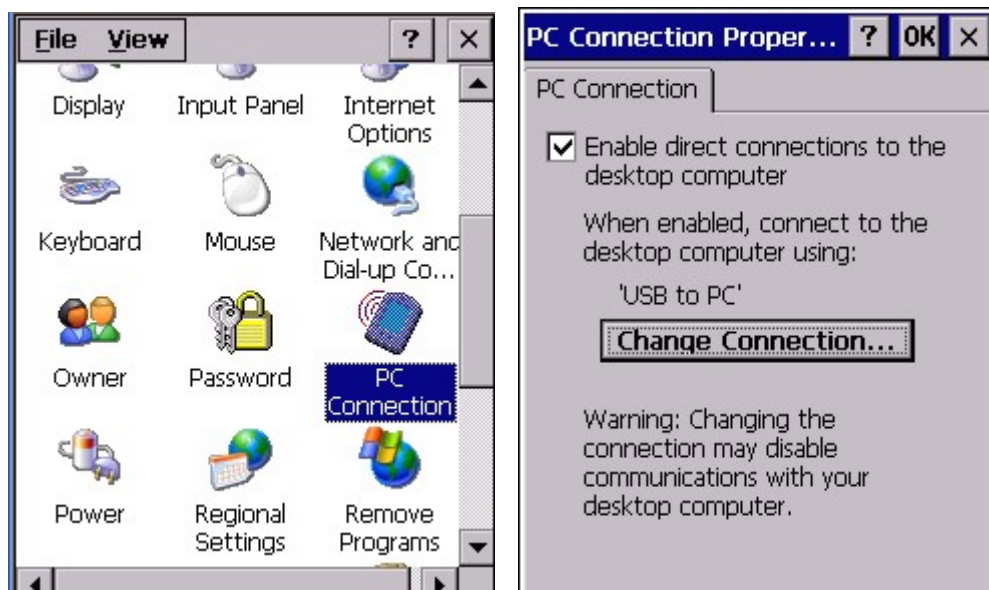 File View ? ×
Display Input Panel Internet
Options
Keyboard Mouse Network and
Dial-up Co...
Owner Password PC
Connection
Power Regional Remove
Settings Programs
PC Connection Proper... ? OK ×
PC Connection
Enable direct connections to the
desktop computer
When enabled, connect to the
desktop computer using:
'USB to PC'
Change Connection...
Warning: Changing the
connection may disable
communications with your
desktop computer.